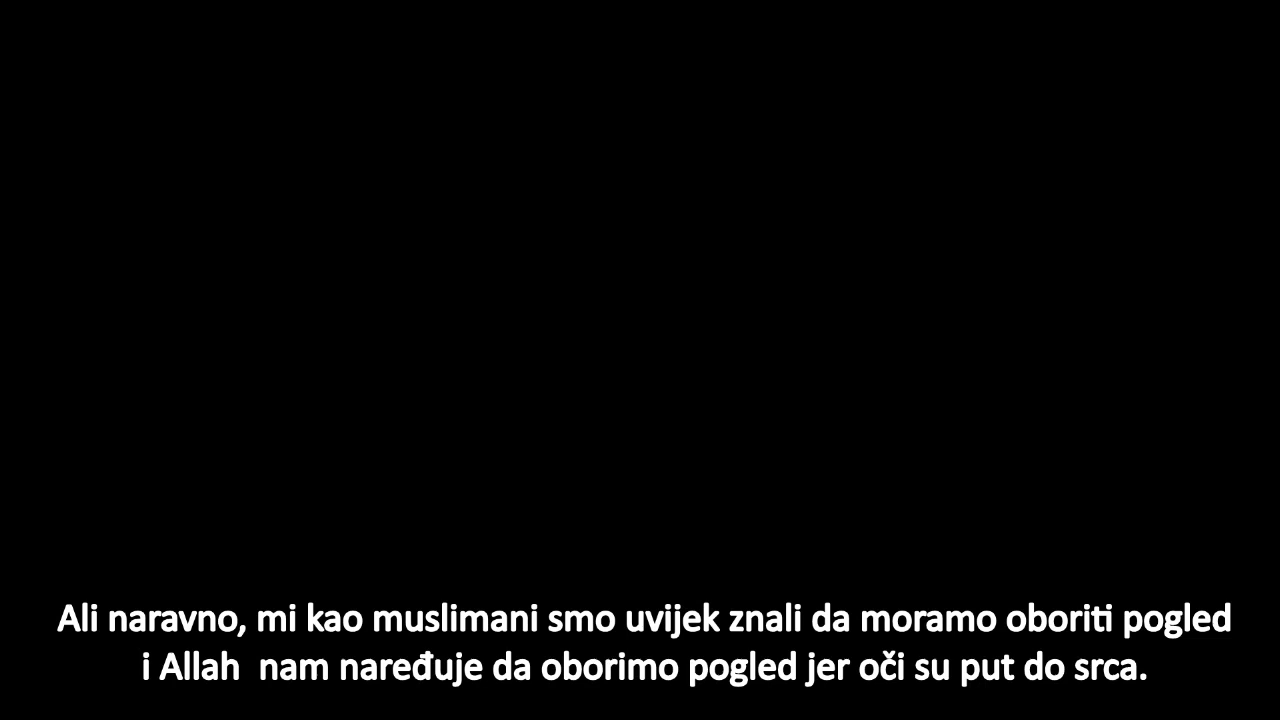 Ali naravno, mi kao muslimani smo uvijek znali da moramo oboriti pogled
i Allah  nam naređuje da oborimo pogled jer oči su put do srca.